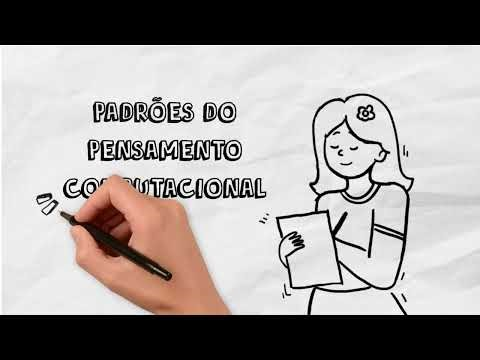 PADRÕES DO
PENSAMENTO
COMPUTACIONAL